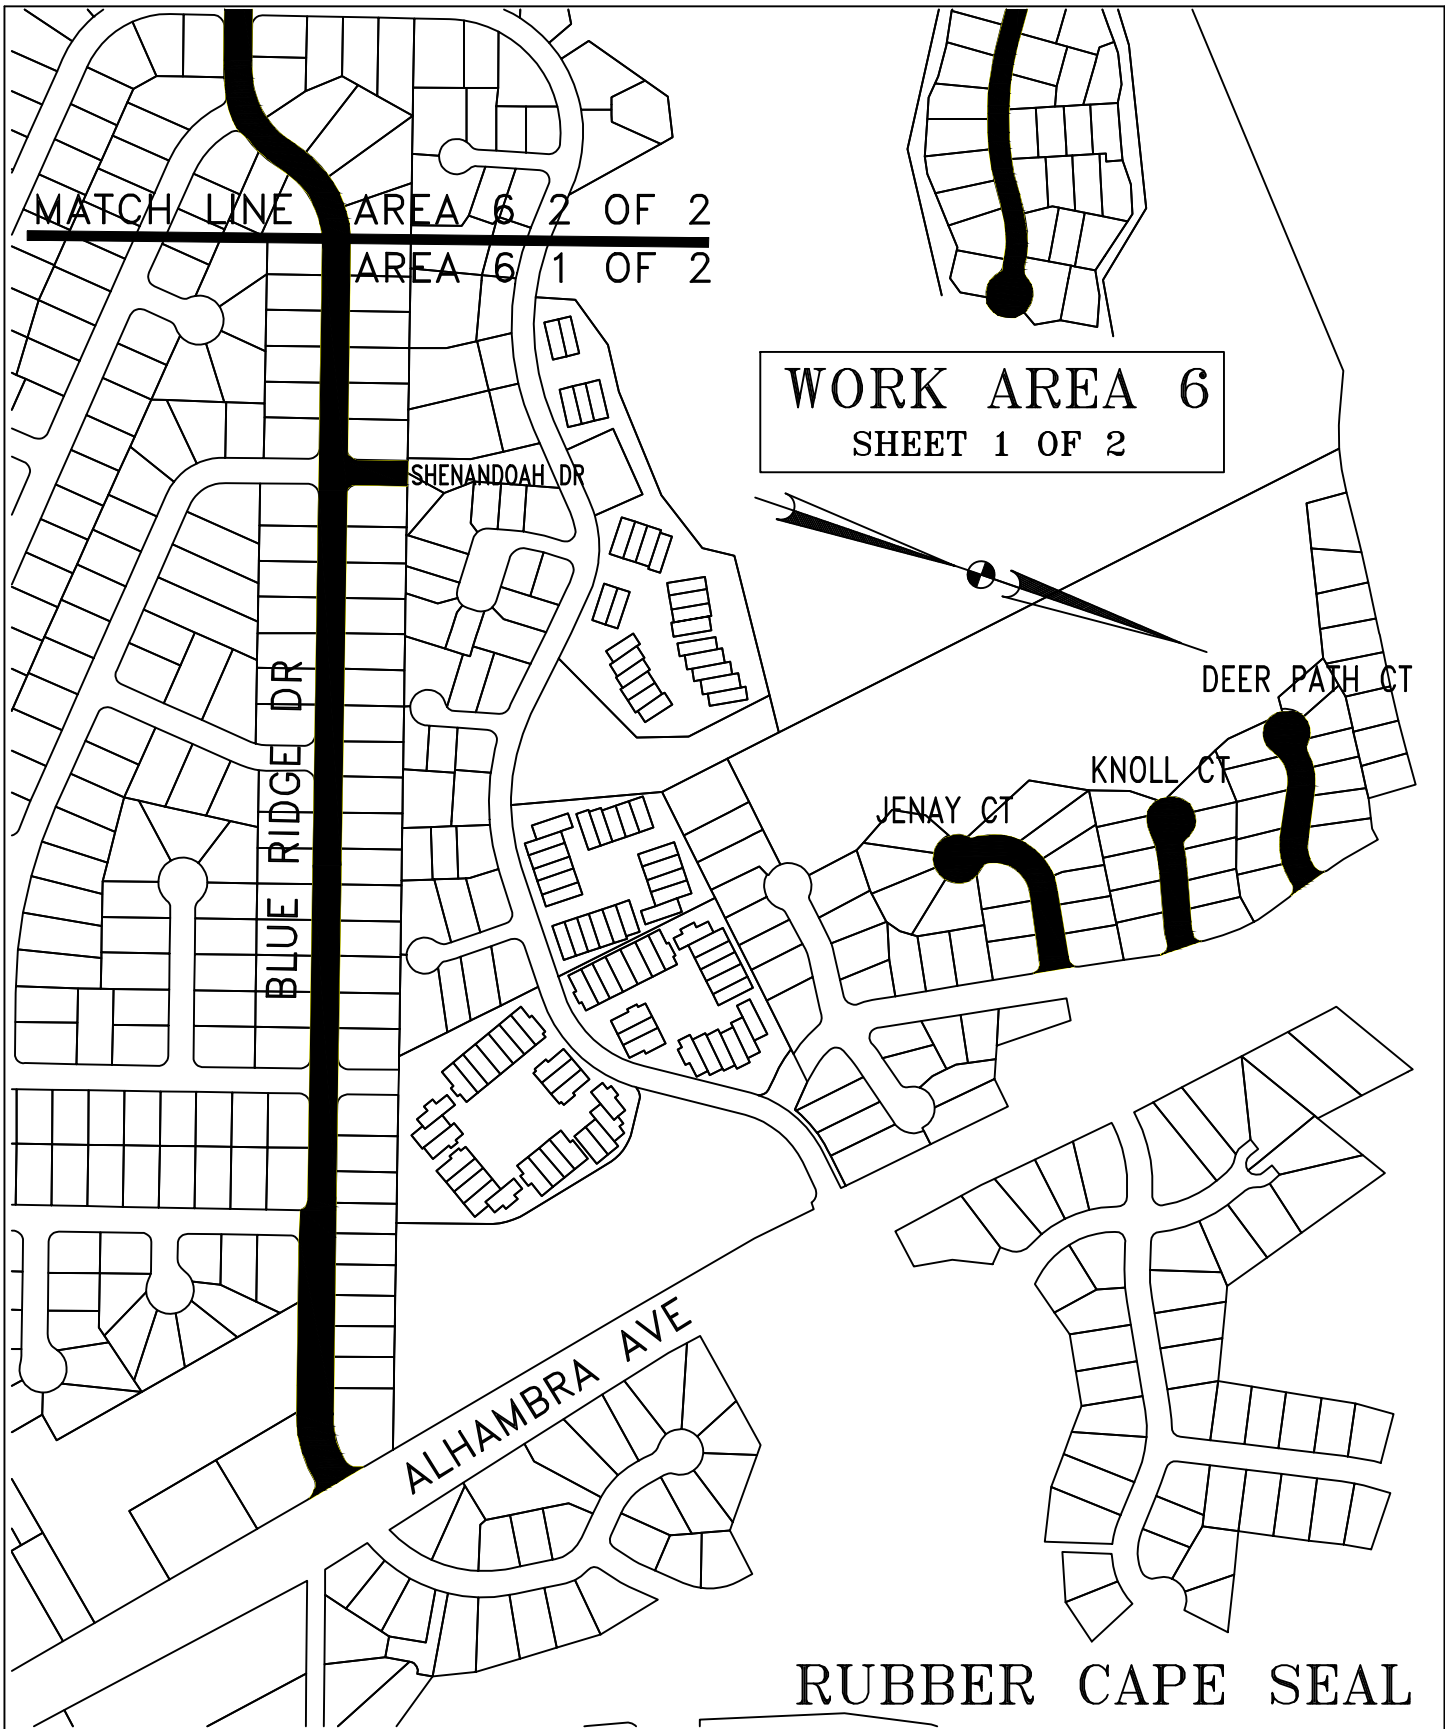 MATCH LINE AREA 6 2 OF 2
AREA 6 1 OF 2
WORK AREA 6
SHEET 1 OF 2
SHENANDOAH DR
BLUE RIDGE DR
DEER PATH CT
KNOLL CT
JENAY CT
ALHAMBRA AVE
RUBBER CAPE SEAL